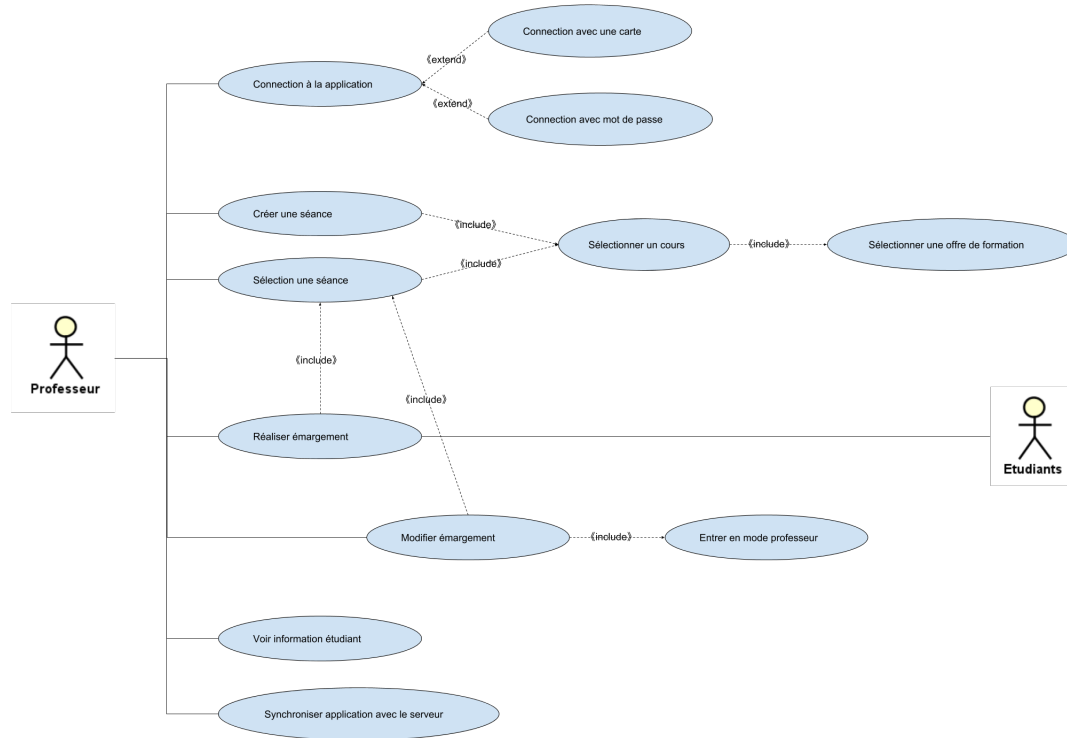 Connection avec une carte
《extend》
Connection à la application
《extend》
Connection avec mot de passe
Créer une séance
《include》
Sélectionner un cours
《include》
Sélectionner une offre de formation
《include》
Sélection une séance
《include》
Professeur
《include》
Réaliser émargement
Etudiants
Modifier émargement
《include》
Entrer en mode professeur
Voir information étudiant
Synchroniser application avec le serveur